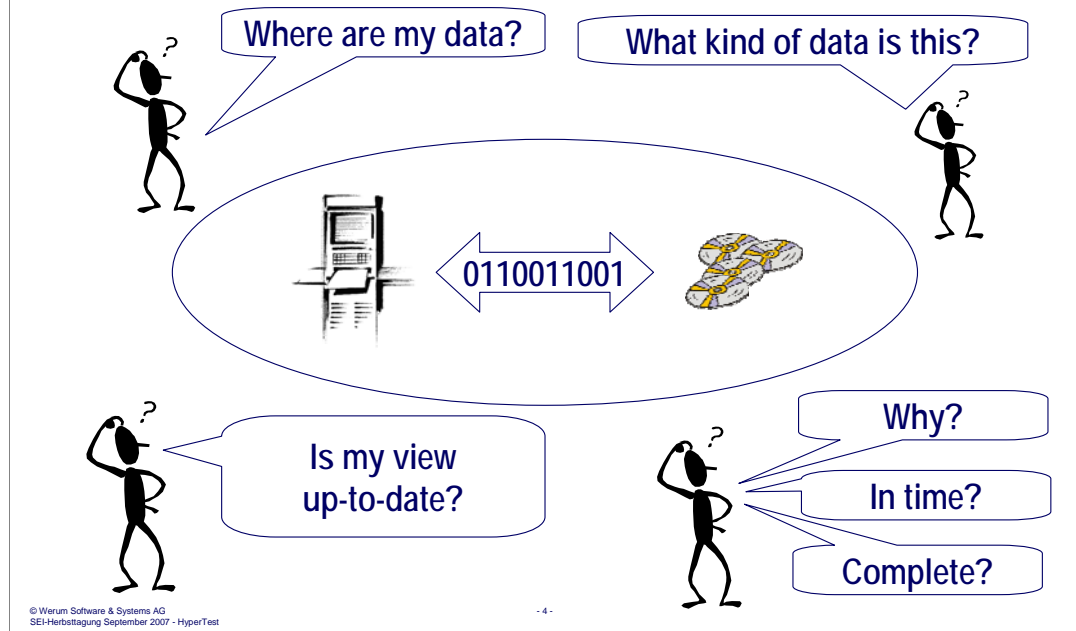 Where are my data?
What kind of data is this?
?
?
0110011001
?
Is my view
up-to-date?
?
Why?
In time?
Complete?
© Werum Software & Systems AG
SEI-Herbsttagung September 2007 - HyperTest
- 4 -